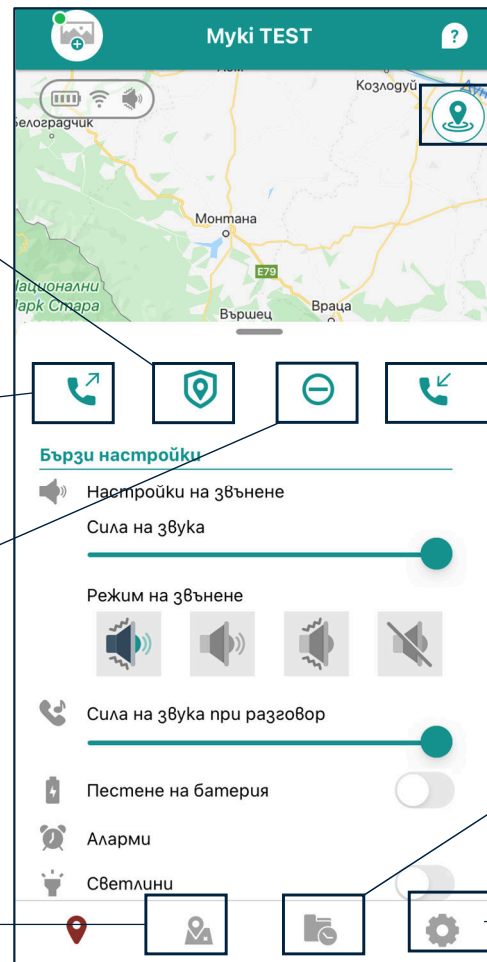 Myki TEST
?
Козлодуй
Белоградчик
Монтана
E79
Национални
Парк Стара
Вършец
Враца
Бързи настройки
Настройки на звънене
Сила на звука
Режим на звънене
Сила на звука при разговор
Пестене на батерия
Аларми
Светлини